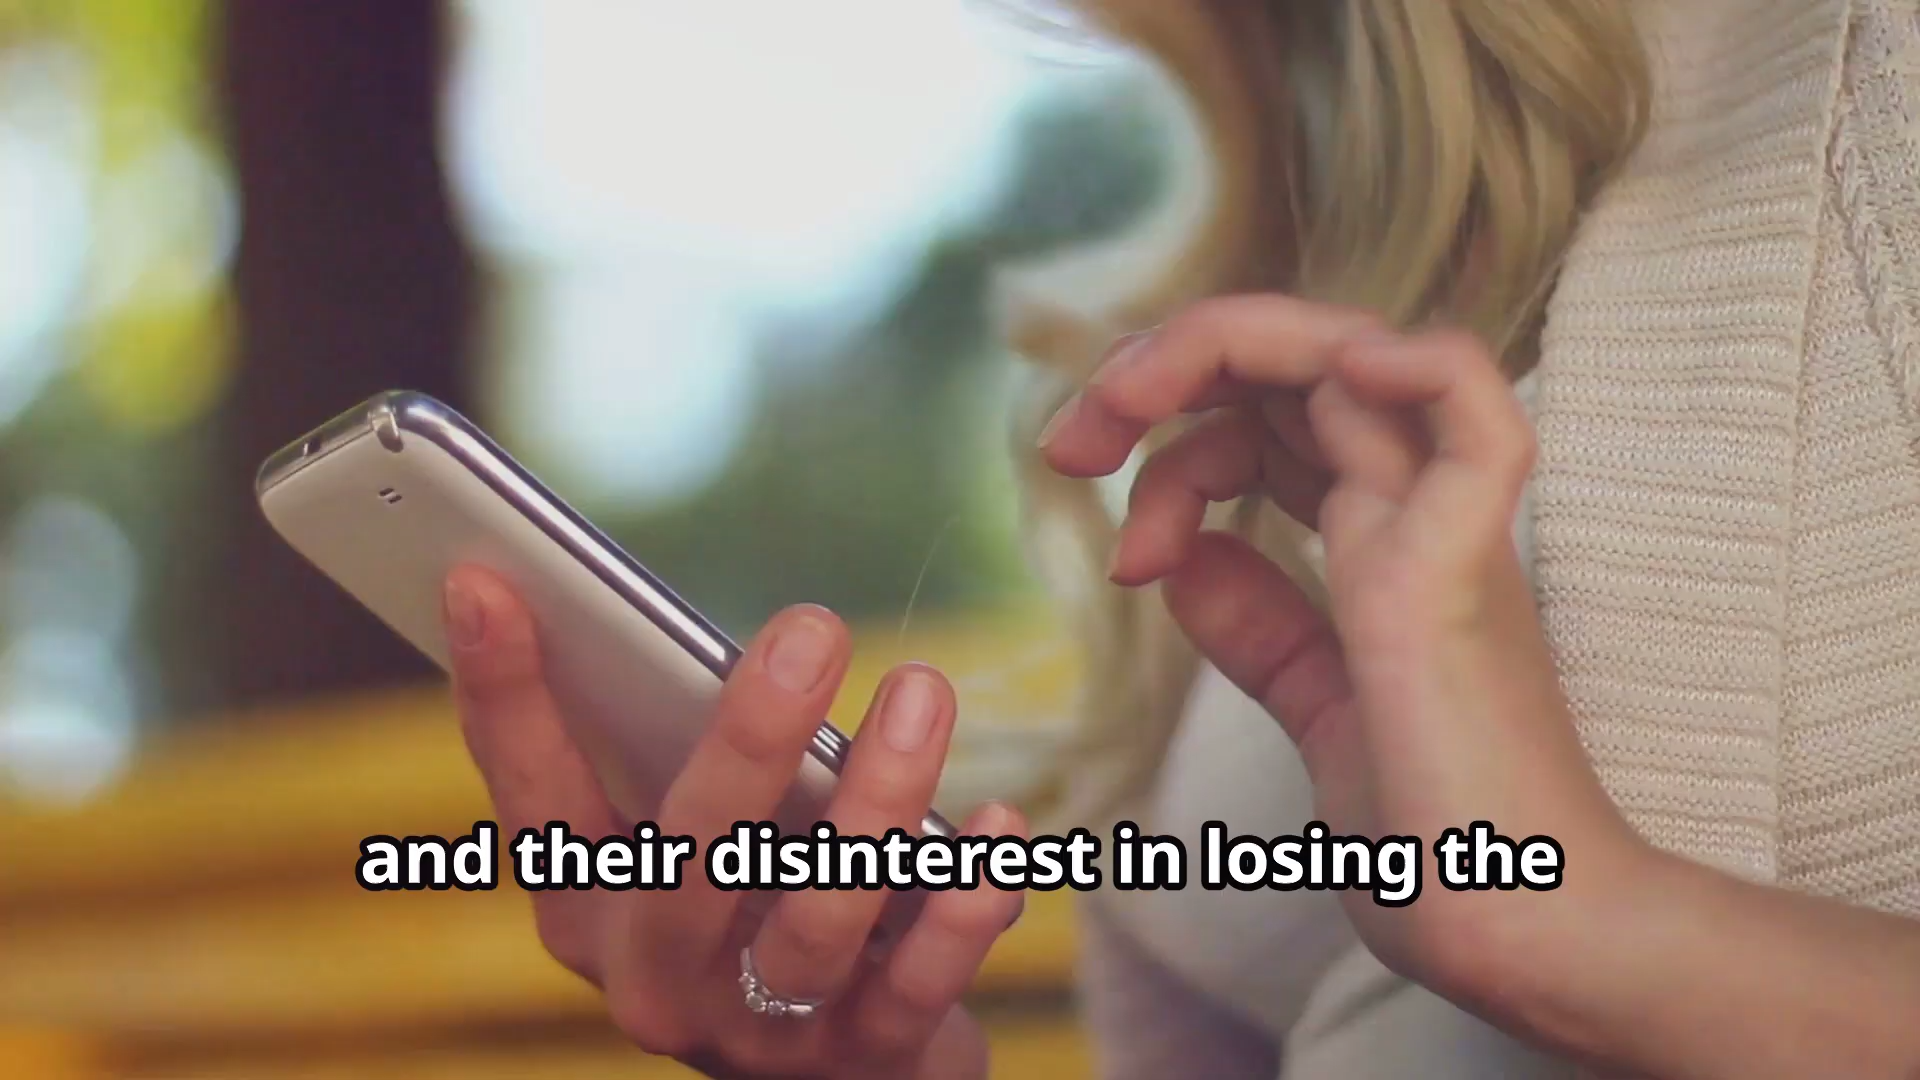 and their disinterest in losing the